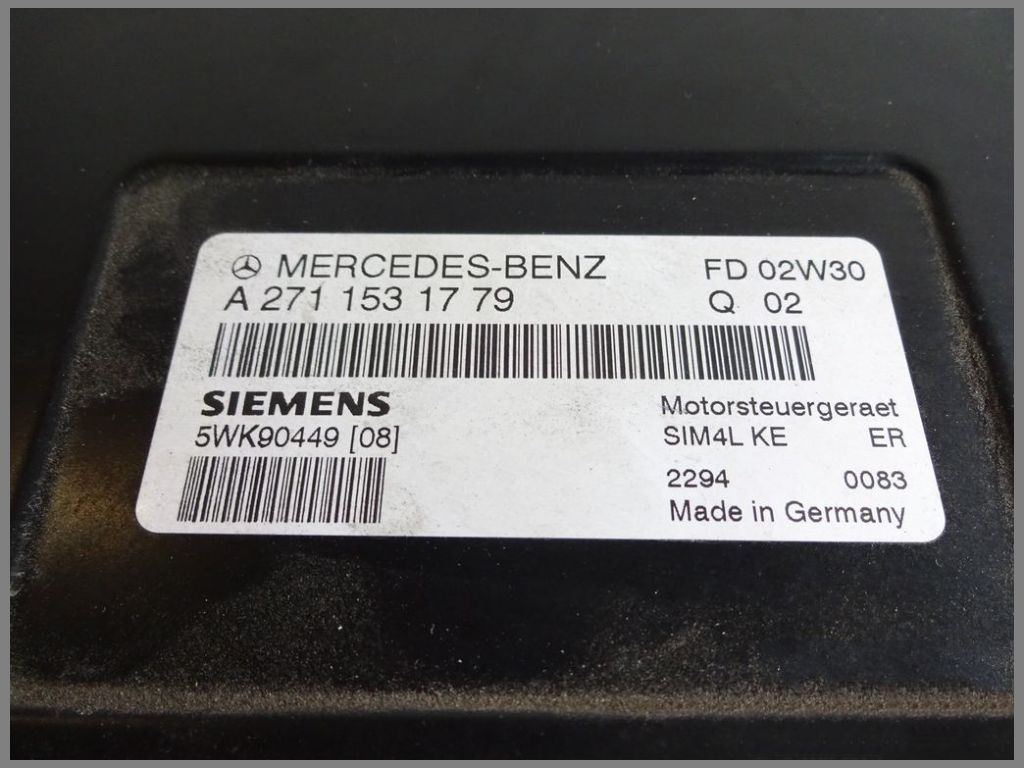 MERCEDES-BENZ FD 02W30
A 271 153 17 79 Q 02
SIEMENS Motorsteuergeraet
5WK90449 [08] SIM4L KE ER
2294 0083
Made in Germany